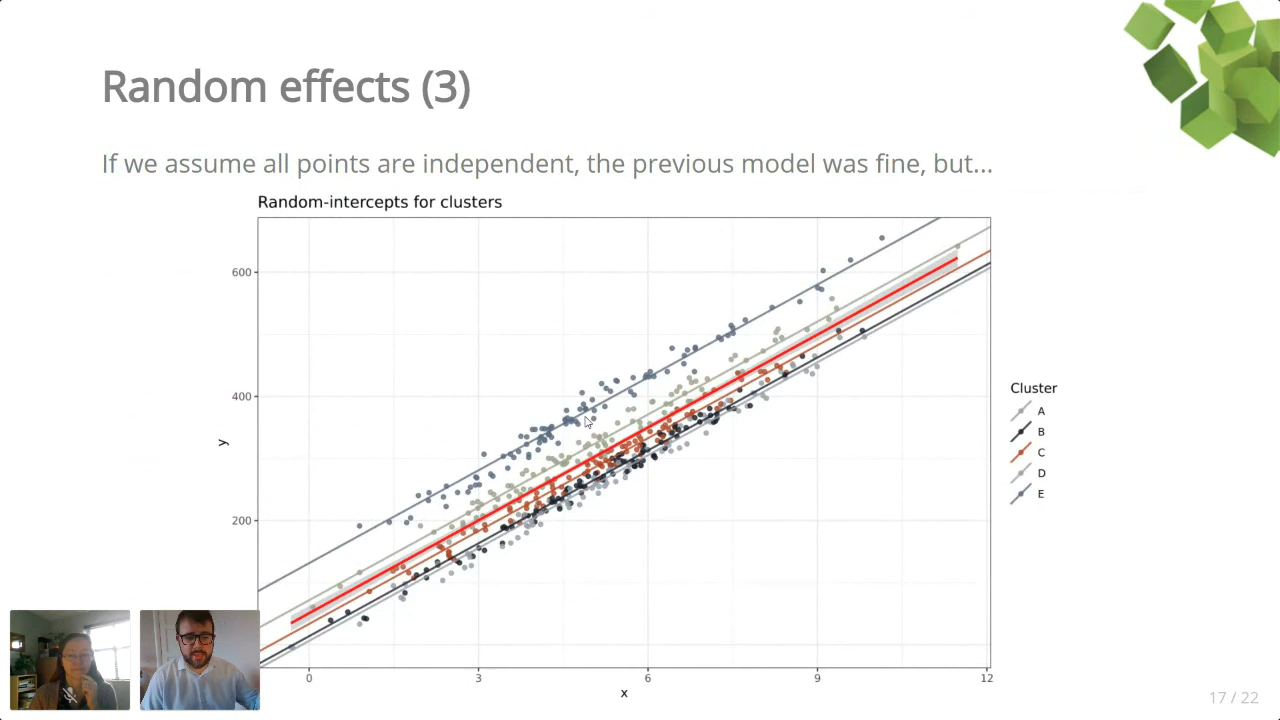 Random effects (3)
If we assume all points are independent, the previous model was fine, but...
Random-intercepts for clusters
600
400
200
y
0
3
6
9
12
x
Cluster
A
B
C
D
E
17 / 22